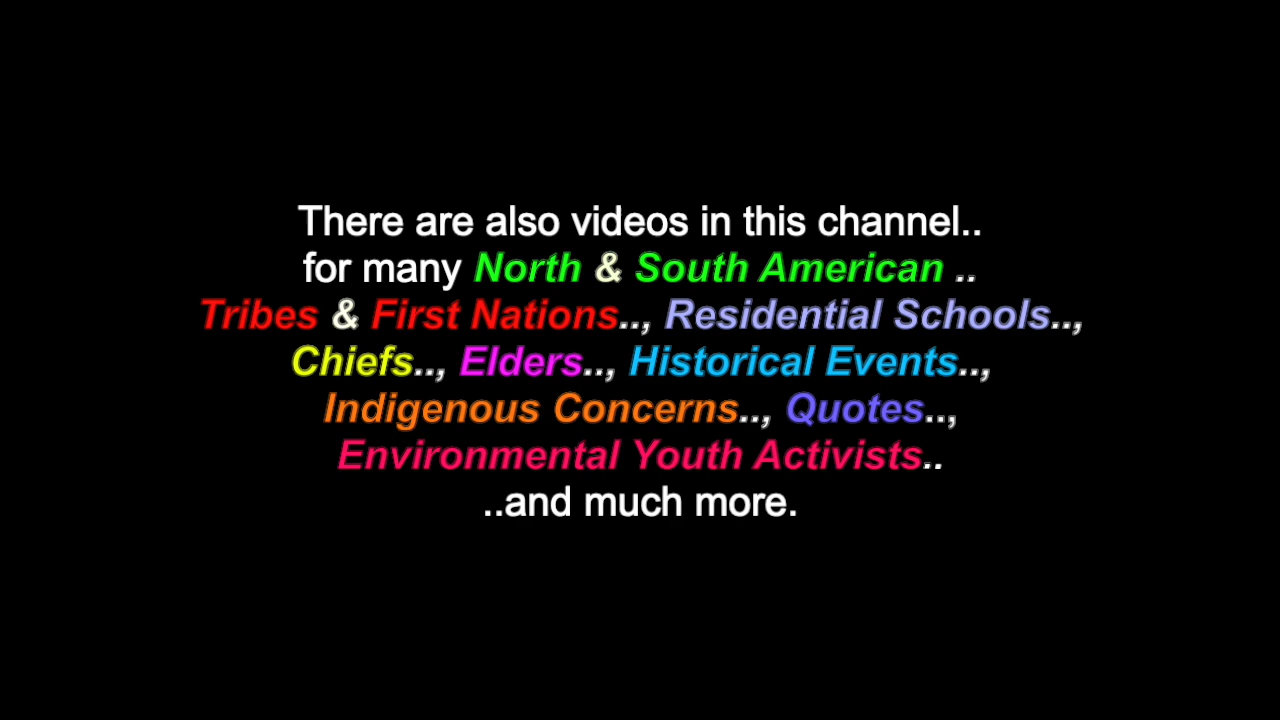 There are also videos in this channel..
for many North & South American ..
Tribes & First Nations.., Residential Schools..,
Chiefs.., Elders.., Historical Events..,
Indigenous Concerns.., Quotes..,
Environmental Youth Activists..
..and much more.